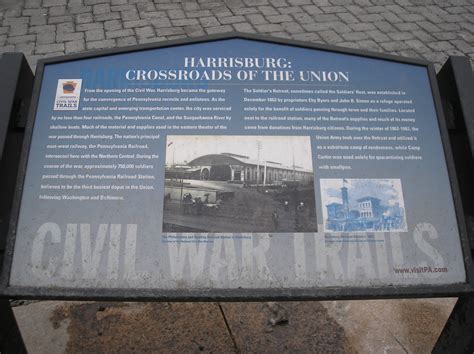 HARRISBURG:
CROSSROADS OF THE UNION
CIVIL WAR
TRAILS
From the opening of the Civil War, Harrisburg became the gateway
for the convergence of Pennsylvania recruits and enlistees. As the
state capital and emerging transportation center, the city was serviced
by no less than four railroads, the Pennsylvania Canal, and the Susquehanna River by
shallow boats. Much of the material and supplies used in the eastern theatre of the
war passed through Harrisburg. The nation's principal
east-west railway, the Pennsylvania Railroad,
intersected here with the Northern Central. During the
course of the war, approximately 750,000 soldiers
passed through the Pennsylvania Railroad Station,
believed to be the third busiest depot in the Union,
following Washington and Baltimore.
The Soldier's Retreat, sometimes called the Soldiers' Rest, was established in
December 1862 by proprietors Eby Byers and John B. Simon as a refuge operated
solely for the benefit of soldiers passing through town and their families. Located
next to the railroad station, many of the Retreat's supplies and much of its money
came from donations from Harrisburg citizens. During the winter of 1862-1863, the
Union Army took over the Retreat and utilized it
as a substitute camp of rendezvous, while Camp
Curtin was used solely for quarantining soldiers
with smallpox.
CIVIL WAR TRAILS
www.visitPA.com